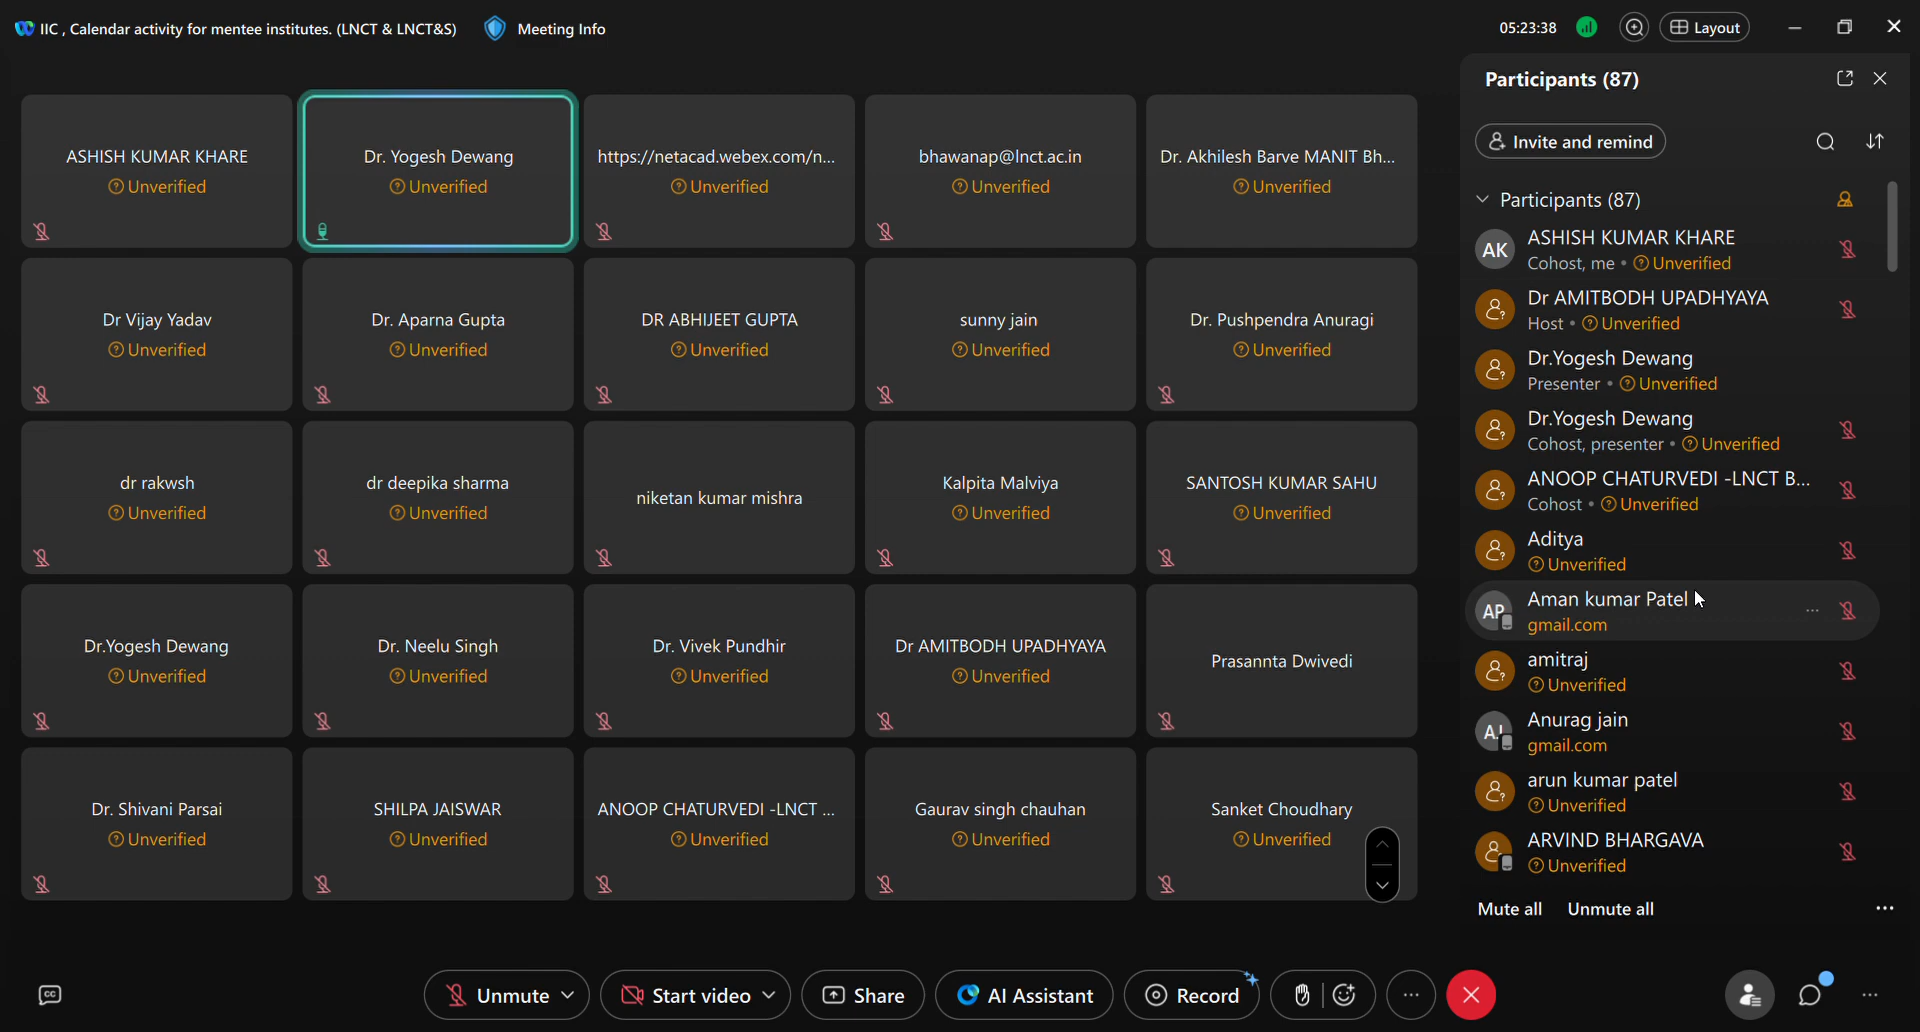 IIC , Calendar activity for mentee institutes. (LNCT & LNCT&S)
Meeting Info
05:23:38
Layout
ASHISH KUMAR KHARE
Unverified
Dr. Yogesh Dewang
Unverified
https://netacad.webex.com/n...
Unverified
bhawanap@lnct.ac.in
Unverified
Dr. Akhilesh Barve MANIT Bh...
Unverified
Dr Vijay Yadav
Unverified
Dr. Aparna Gupta
Unverified
DR ABHIJEET GUPTA
Unverified
sunny jain
Unverified
Dr. Pushpendra Anuragi
Unverified
dr rakwsh
Unverified
dr deepika sharma
Unverified
niketan kumar mishra
Kalpita Malviya
Unverified
SANTOSH KUMAR SAHU
Unverified
Dr.Yogesh Dewang
Unverified
Dr. Neelu Singh
Unverified
Dr. Vivek Pundhir
Unverified
Dr AMITBODH UPADHYAYA
Unverified
Prasannta Dwivedi
Dr. Shivani Parsai
Unverified
SHILPA JAISWAR
Unverified
ANOOP CHATURVEDI -LNCT ...
Unverified
Gaurav singh chauhan
Unverified
Sanket Choudhary
Unverified
Participants (87)
Invite and remind
Participants (87)
AK
ASHISH KUMAR KHARE
Cohost, me • Unverified
Dr AMITBODH UPADHYAYA
Host • Unverified
Dr.Yogesh Dewang
Presenter • Unverified
Dr.Yogesh Dewang
Cohost, presenter • Unverified
ANOOP CHATURVEDI -LNCT B...
Cohost • Unverified
Aditya
Unverified
AP
Aman kumar Patel
gmail.com
amitraj
Unverified
AJ
Anurag jain
gmail.com
arun kumar patel
Unverified
ARVIND BHARGAVA
Unverified
Mute all
Unmute all
CC
Unmute
Start video
Share
AI Assistant
Record